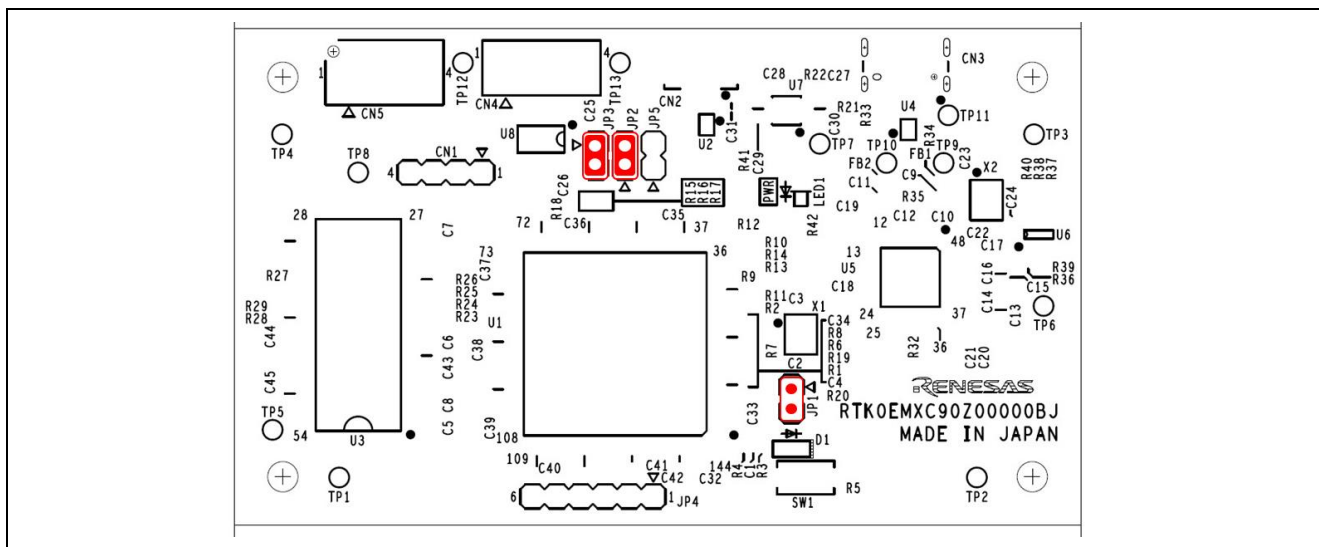 1
4
TP12
CN5
1
4
TP13
CN4
CN2
C28
U7
R22
C27
CN3
R21
R33
C30
U4
R34
TP11
TP4
TP8
CN1
4
1
U8
C25
JP3
JP2
JP5
U2
C31
R41
C29
TP7
TP10
FB1
TP9
C23
TP3
FB2
C9
X2
R40
R38
R37
C11
R35
C24
R18
C26
R15
R16
R17
PWR
LED1
C19
C12
C10
C36
C35
R12
R42
12
48
C22
C17
U6
28
27
C7
72
37
73
36
R10
R14
R13
13
U5
C18
R27
R26
R25
R24
R23
C37
R9
C16
R39
R36
C15
R29
R28
C44
U1
R11
R2
C3
X1
C34
R8
R6
R19
R1
C4
R20
24
25
37
C14
C13
TP6
C6
C38
R7
C2
R32
36
C21
C20
C43
C45
JP1
RENESAS
RTK0EMXC90Z00000BJ
MADE IN JAPAN
TP5
54
U3
C5
C8
C39
108
C33
D1
109
C40
C41
C42
C32
144
R4
C1
R3
TP1
6
1
JP4
SW1
R5
TP2